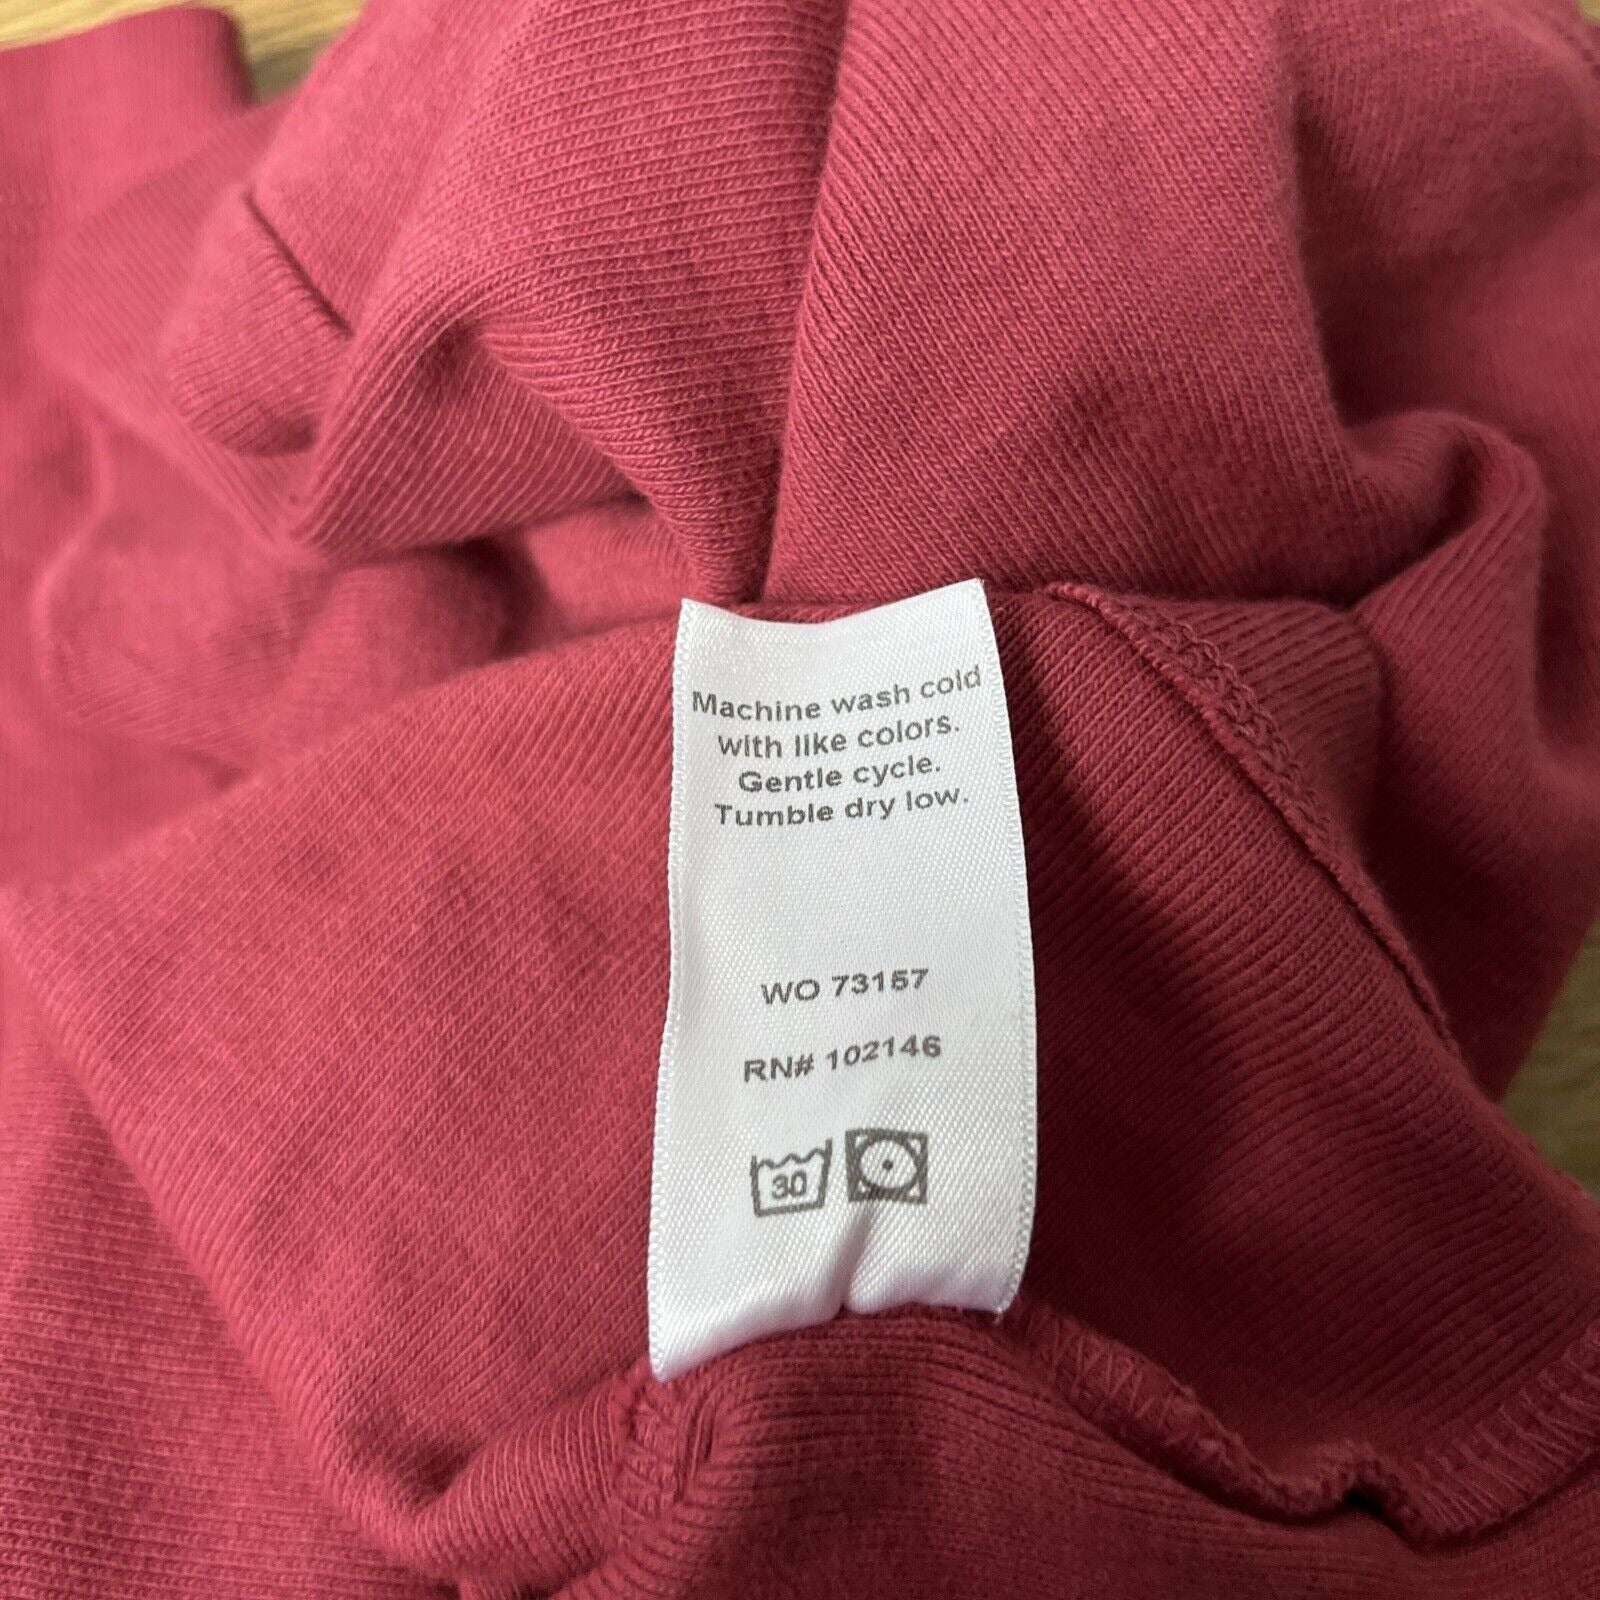 Machine wash cold
with like colors.
Gentle cycle.
Tumble dry low.
WO 73157
RN# 102146
30